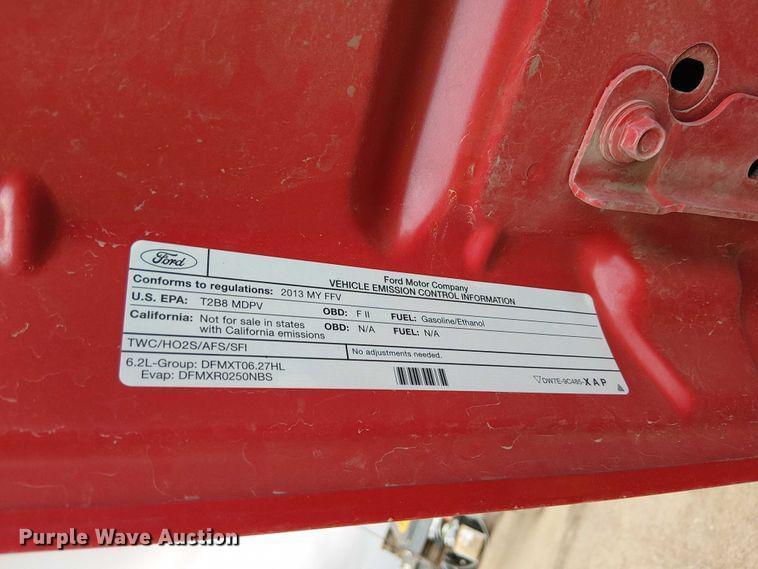 Ford
Ford Motor Company
VEHICLE EMISSION CONTROL INFORMATION
Conforms to regulations: 2013 MY FFV
U.S. EPA: T2B8 MDPV OBD: F II FUEL: Gasoline/Ethanol
California: Not for sale in states with California emissions OBD: N/A FUEL: N/A
TWC/HO2S/AFS/SFI No adjustments needed.
6.2L-Group: DFMXT06.27HL
Evap: DFMXR0250NBS
DW7E-9C485-XAP
Purple Wave Auction